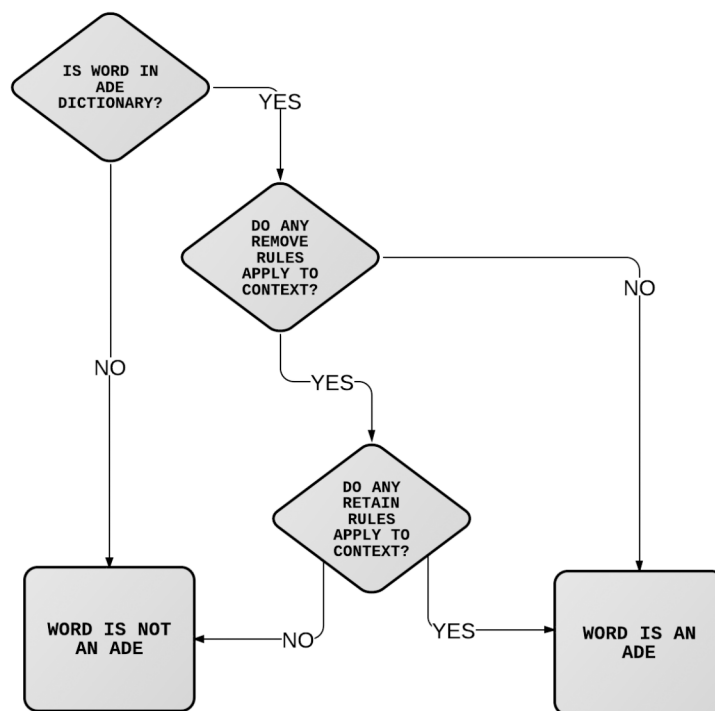 IS WORD IN
ADE
DICTIONARY?
YES
DO ANY
REMOVE
RULES
APPLY TO
CONTEXT?
NO
NO
YES
DO ANY
RETAIN
RULES
APPLY TO
CONTEXT?
WORD IS NOT
AN ADE
NO
YES
WORD IS AN
ADE